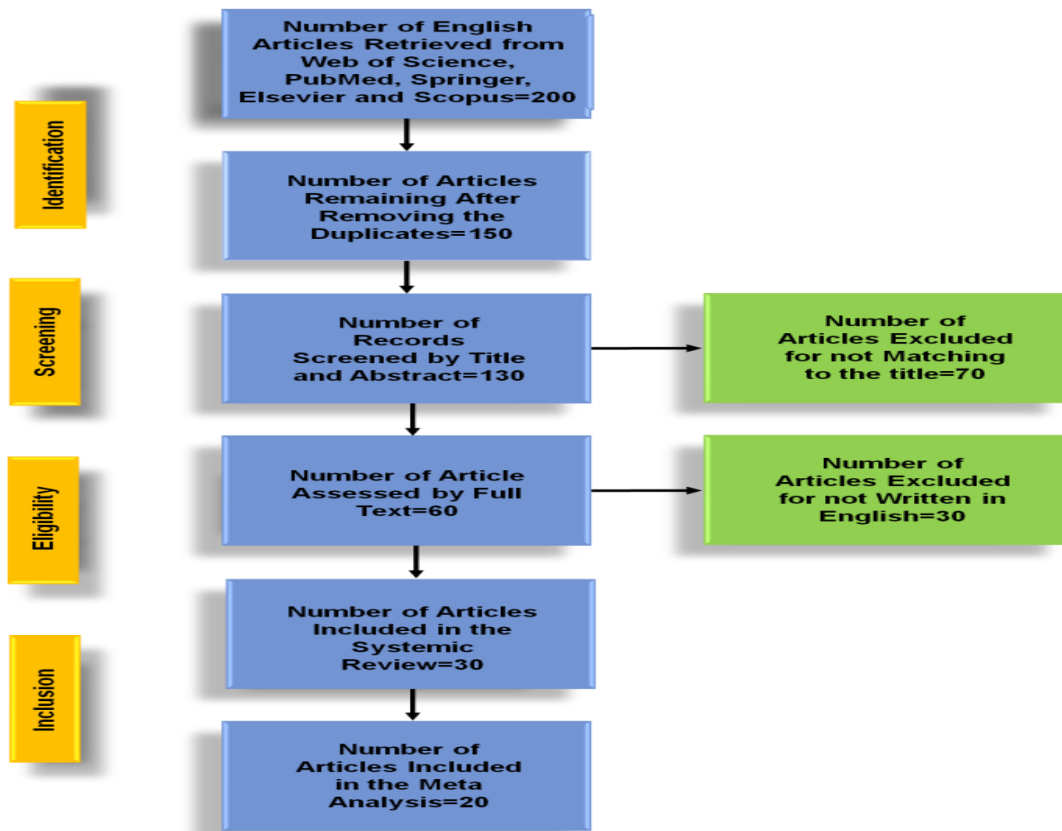 Number of English
Articles Retrieved from
Web of Science,
PubMed, Springer,
Elsevier and Scopus=200
Identification
Number of Articles
Remaining After
Removing the
Duplicates=150
Screening
Number of
Records
Screened by Title
and Abstract=130
Number of
Articles Excluded
for not Matching
to the title=70
Eligibility
Number of Article
Assessed by Full
Text=60
Number of
Articles Excluded
for not Written in
English=30
Number of Articles
Included in the
Systemic
Review=30
Inclusion
Number of
Articles Included
in the Meta
Analysis=20